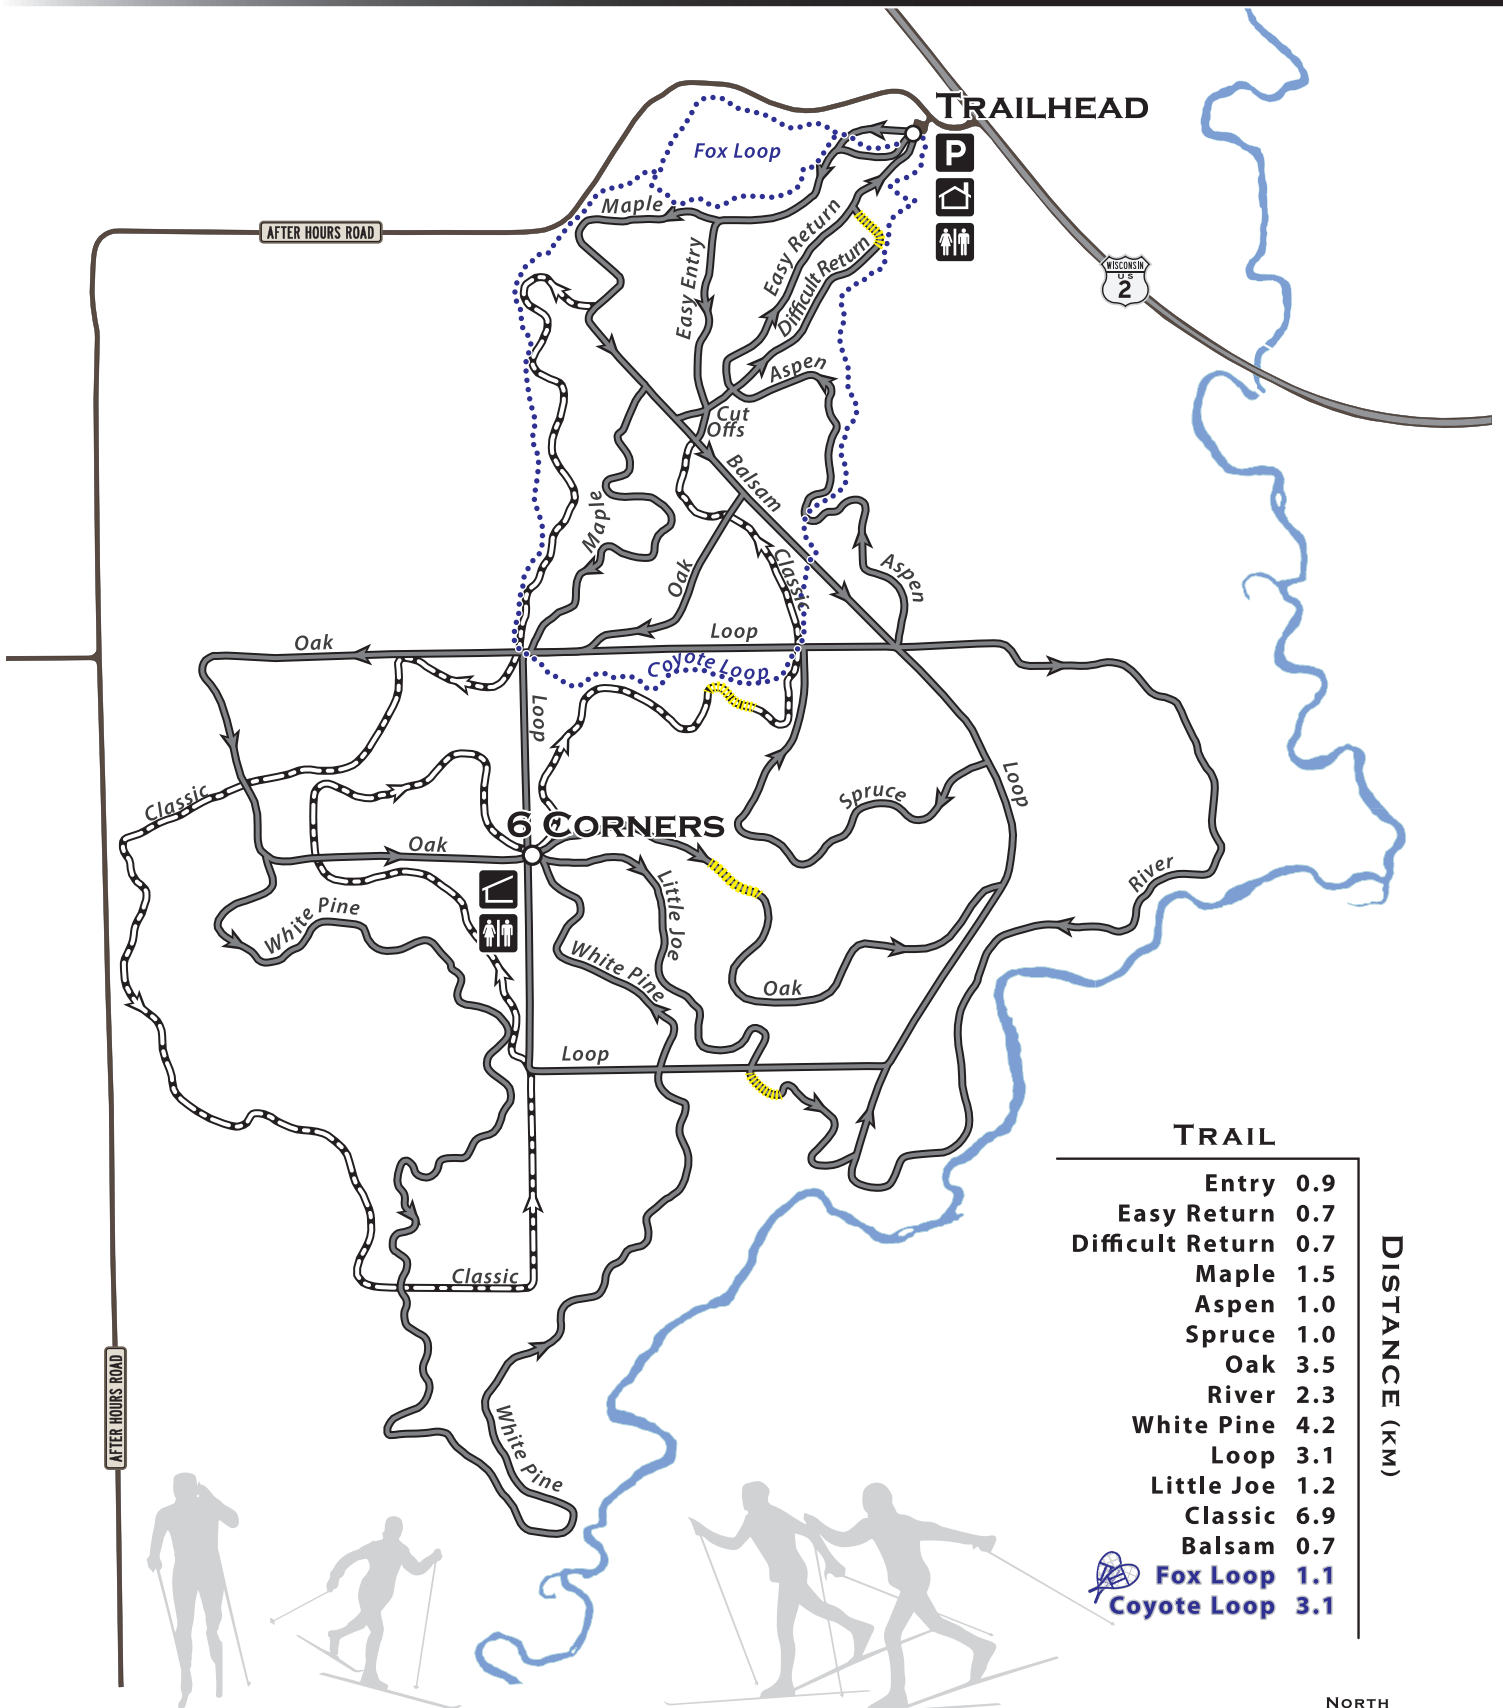 TRAILHEAD
P
Fox Loop
Maple
AFTER HOURS ROAD
Easy Entry
Easy Return
Difficult Return
WISCONSIN
US
2
Aspen
Cut
Offs
Balsam
Maple
Oak
Classic
Aspen
Oak
Loop
Coyote Loop
Loop
Classic
Loop
Spruce
6 CORNERS
Oak
River
White Pine
Little Joe
White Pine
Oak
Loop
Classic
White Pine
AFTER HOURS ROAD
TRAIL
DISTANCE (KM)
Entry 0.9
Easy Return 0.7
Difficult Return 0.7
Maple 1.5
Aspen 1.0
Spruce 1.0
Oak 3.5
River 2.3
White Pine 4.2
Loop 3.1
Little Joe 1.2
Classic 6.9
Balsam 0.7
Fox Loop 1.1
Coyote Loop 3.1
NORTH